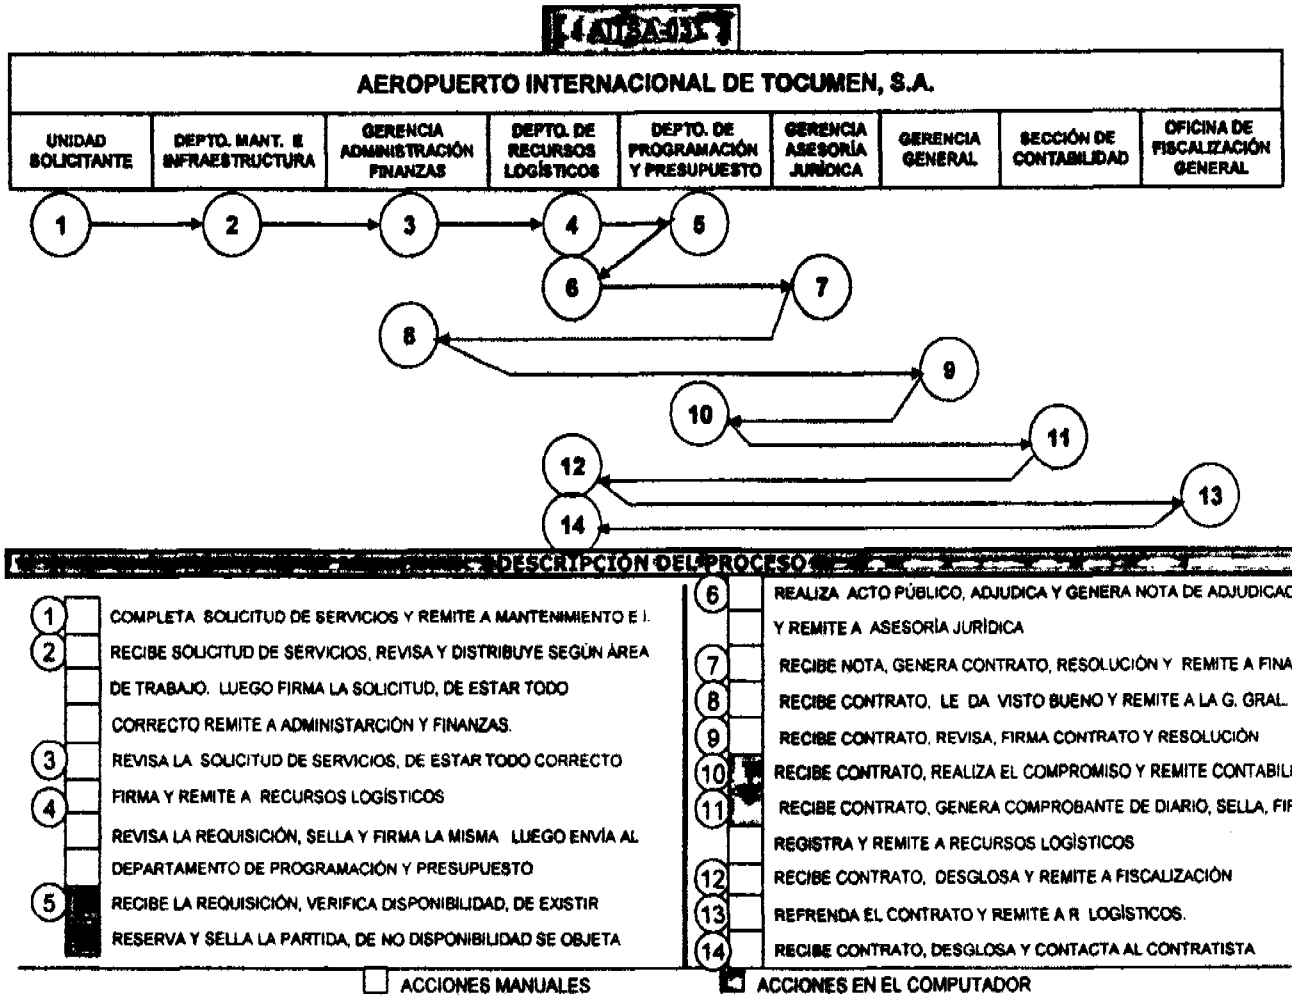 AEROPUERTO INTERNACIONAL DE TOCUMEN, S.A.
UNIDAD SOLICITANTE
DEPTO. MANT. E INFRAESTRUCTURA
GERENCIA ADMINISTRACIÓN FINANZAS
DEPTO. DE RECURSOS LOGÍSTICOS
DEPTO. DE PROGRAMACIÓN Y PRESUPUESTO
GERENCIA ASESORÍA JURÍDICA
GERENCIA GENERAL
SECCIÓN DE CONTABILIDAD
OFICINA DE FISCALIZACIÓN GENERAL
1 2 3 4 5
6 7
8
9
10
11
12
13
14
DESCRIPCIÓN DEL PROCESO
1 COMPLETA SOLICITUD DE SERVICIOS Y REMITE A MANTENIMIENTO E I.
2 RECIBE SOLICITUD DE SERVICIOS, REVISA Y DISTRIBUYE SEGÚN ÁREA
DE TRABAJO. LUEGO FIRMA LA SOLICITUD, DE ESTAR TODO
CORRECTO REMITE A ADMINISTARCIÓN Y FINANZAS.
3 REVISA LA SOLICITUD DE SERVICIOS, DE ESTAR TODO CORRECTO
FIRMA Y REMITE A RECURSOS LOGÍSTICOS
4
REVISA LA REQUISICIÓN, SELLA Y FIRMA LA MISMA LUEGO ENVÍA AL
DEPARTAMENTO DE PROGRAMACIÓN Y PRESUPUESTO
5 RECIBE LA REQUISICIÓN, VERIFICA DISPONIBILIDAD, DE EXISTIR
RESERVA Y SELLA LA PARTIDA, DE NO DISPONIBILIDAD SE OBJETA
6 REALIZA ACTO PÚBLICO, ADJUDICA Y GENERA NOTA DE ADJUDICAC
Y REMITE A ASESORÍA JURÍDICA
7 RECIBE NOTA, GENERA CONTRATO, RESOLUCIÓN Y REMITE A FINA
8 RECIBE CONTRATO, LE DA VISTO BUENO Y REMITE A LA G. GRAL.
9 RECIBE CONTRATO, REVISA, FIRMA CONTRATO Y RESOLUCIÓN
10 RECIBE CONTRATO, REALIZA EL COMPROMISO Y REMITE CONTABIL
11 RECIBE CONTRATO, GENERA COMPROBANTE DE DIARIO, SELLA, FIR
REGISTRA Y REMITE A RECURSOS LOGÍSTICOS
12 RECIBE CONTRATO, DESGLOSA Y REMITE A FISCALIZACIÓN
13 REFRENDA EL CONTRATO Y REMITE A R LOGÍSTICOS.
14 RECIBE CONTRATO, DESGLOSA Y CONTACTA AL CONTRATISTA
ACCIONES MANUALES
ACCIONES EN EL COMPUTADOR